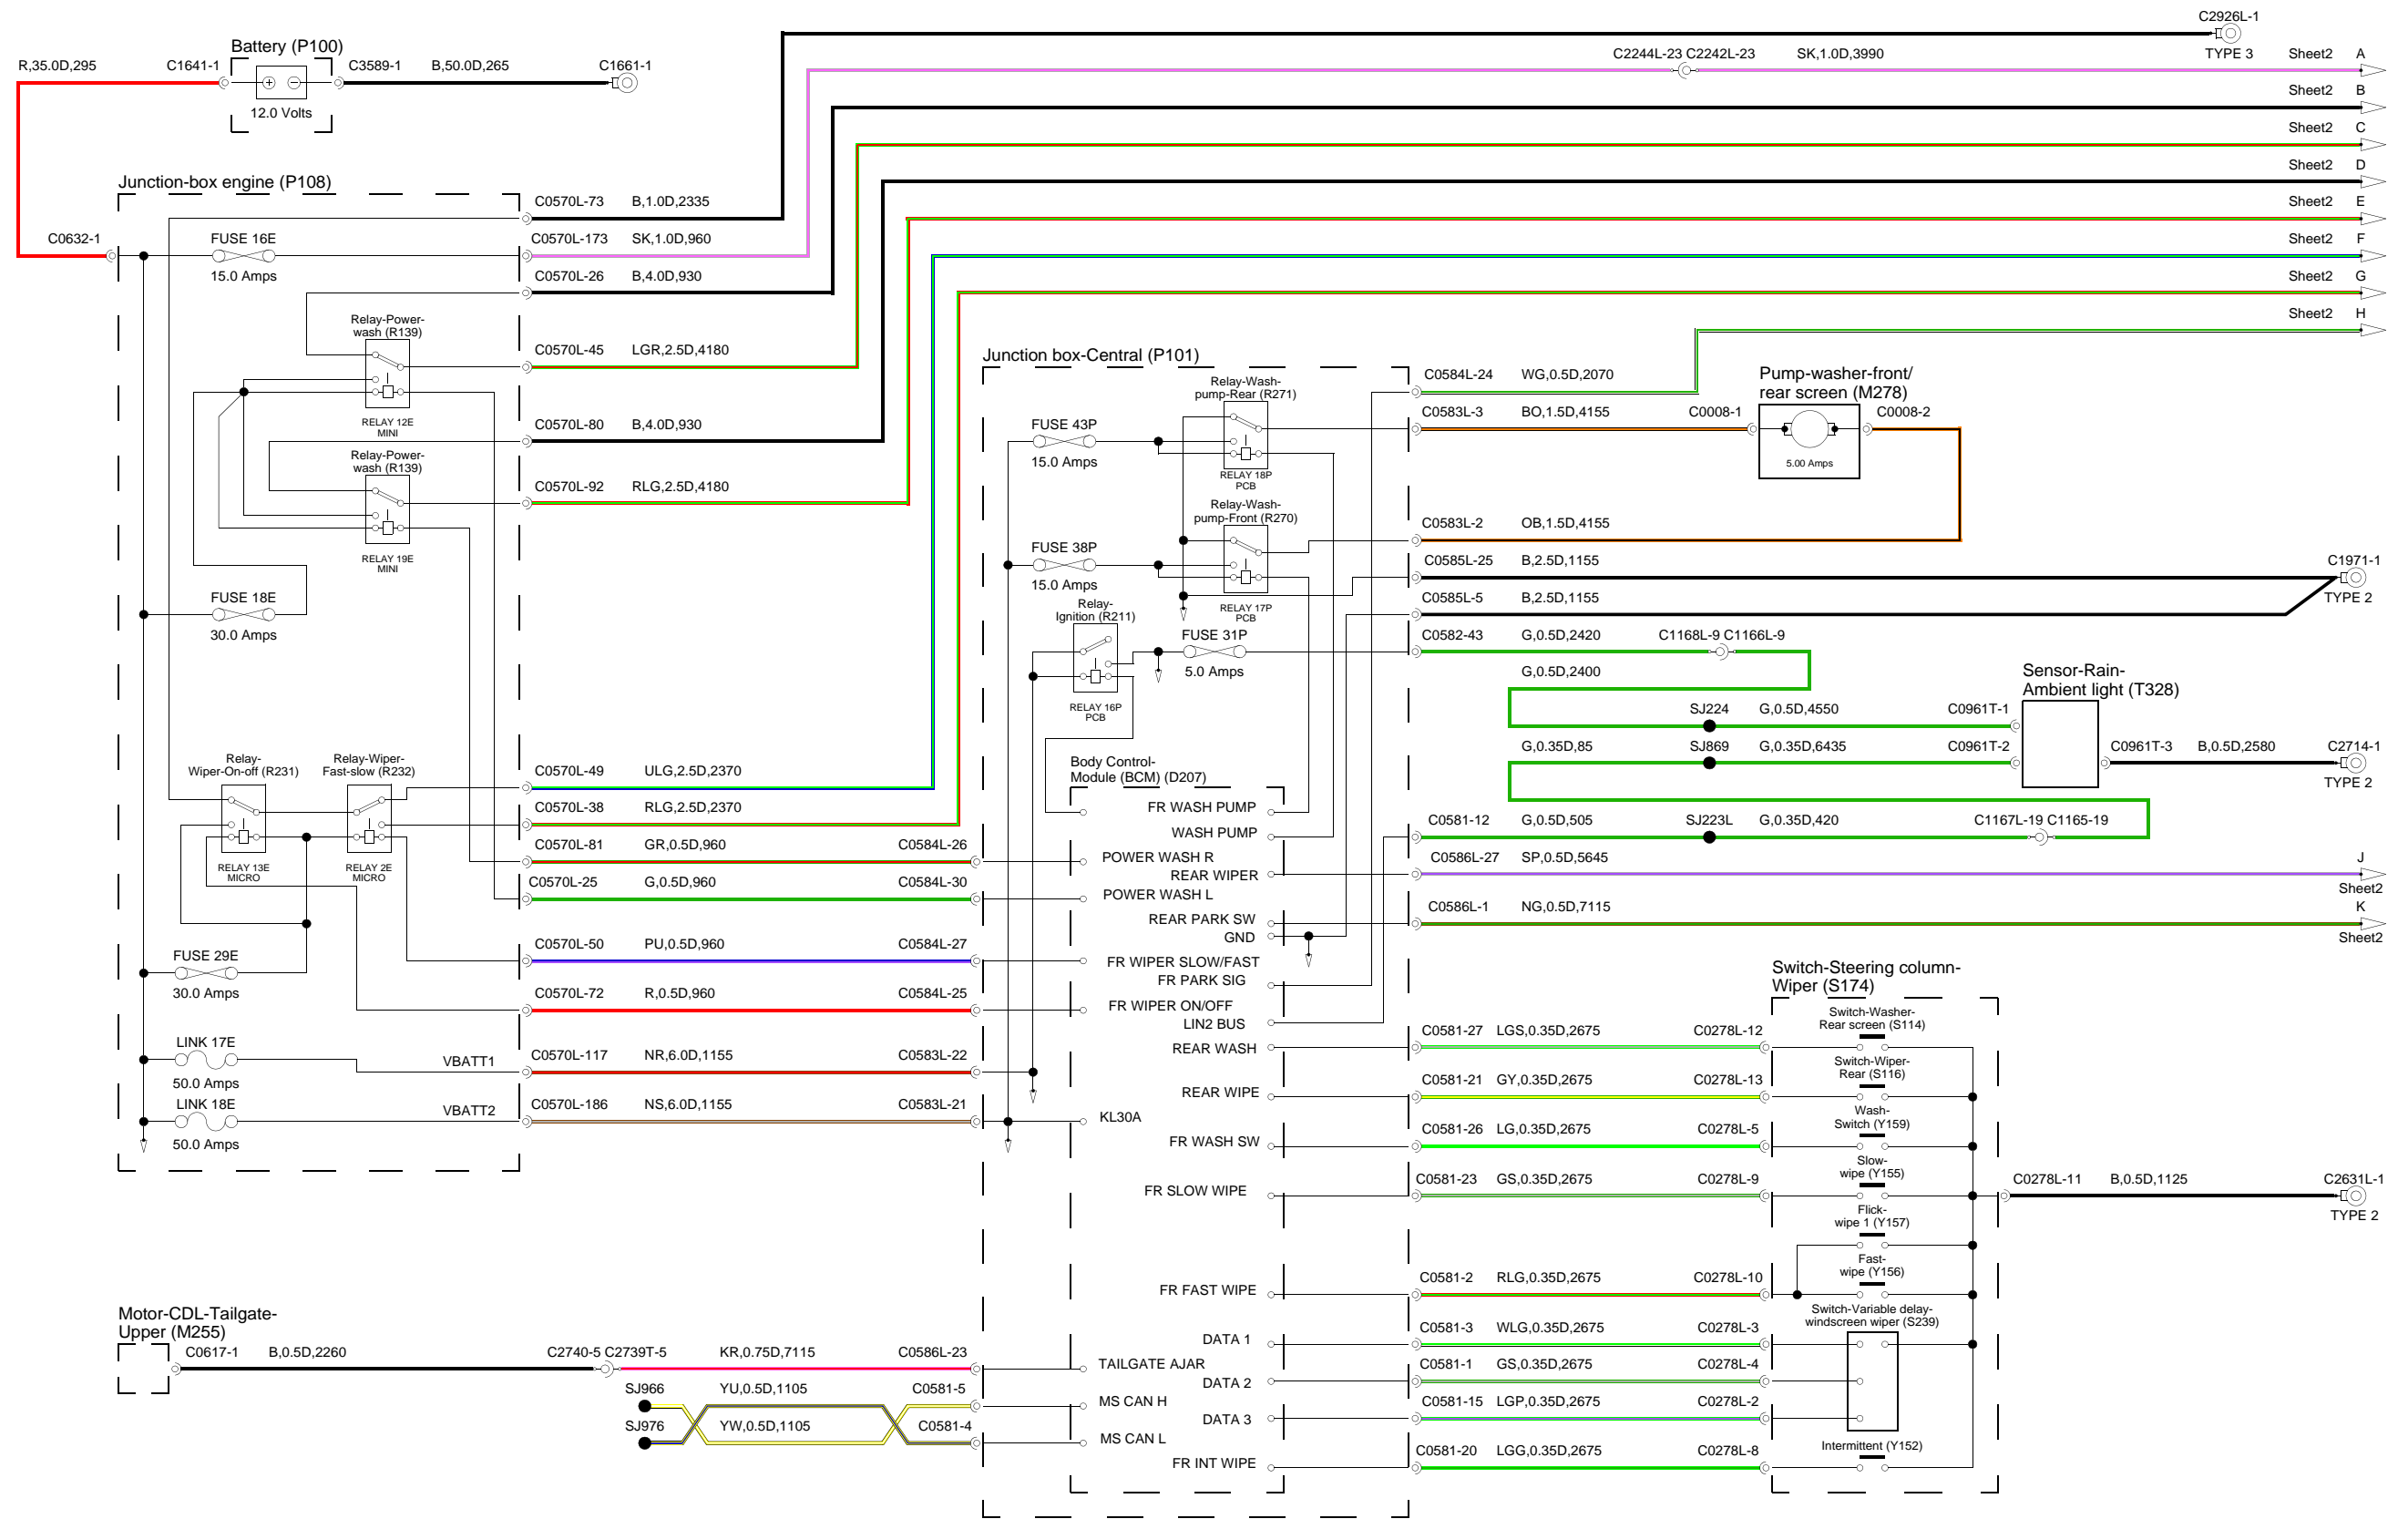 C2926L-1
TYPE 3
Battery (P100)
R,35.0D,295
C1641-1
C3589-1
B,50.0D,265
C1661-1
12.0 Volts
C2244L-23 C2242L-23
SK,1.0D,3990
Sheet2 A
Sheet2 B
Sheet2 C
Sheet2 D
Sheet2 E
Sheet2 F
Sheet2 G
Sheet2 H
Junction-box engine (P108)
C0632-1
FUSE 16E
15.0 Amps
C0570L-73 B,1.0D,2335
C0570L-173 SK,1.0D,960
C0570L-26 B,4.0D,930
Relay-Power-
wash (R139)
RELAY 12E
MINI
C0570L-45 LGR,2.5D,4180
C0570L-80 B,4.0D,930
Relay-Power-
wash (R139)
RELAY 19E
MINI
C0570L-92 RLG,2.5D,4180
FUSE 18E
30.0 Amps
Relay-
Wiper-On-off (R231)
RELAY 13E
MICRO
Relay-Wiper-
Fast-slow (R232)
RELAY 2E
MICRO
C0570L-49 ULG,2.5D,2370
C0570L-38 RLG,2.5D,2370
C0570L-81 GR,0.5D,960 C0584L-26
C0570L-25 G,0.5D,960 C0584L-30
C0570L-50 PU,0.5D,960 C0584L-27
C0570L-72 R,0.5D,960 C0584L-25
FUSE 29E
30.0 Amps
LINK 17E
50.0 Amps
VBATT1
C0570L-117 NR,6.0D,1155 C0583L-22
LINK 18E
50.0 Amps
VBATT2
C0570L-186 NS,6.0D,1155 C0583L-21
Junction box-Central (P101)
Relay-Wash-
pump-Rear (R271)
FUSE 43P
15.0 Amps
RELAY 18P
PCB
Relay-Wash-
pump-Front (R270)
FUSE 38P
15.0 Amps
RELAY 17P
PCB
Relay-
Ignition (R211)
FUSE 31P
5.0 Amps
RELAY 16P
PCB
C0584L-24 WG,0.5D,2070
C0583L-3 BO,1.5D,4155 C0008-1
Pump-washer-front/
rear screen (M278)
5.00 Amps
C0008-2
C0583L-2 OB,1.5D,4155
C0585L-25 B,2.5D,1155
C0585L-5 B,2.5D,1155
C1971-1
TYPE 2
C0582-43 G,0.5D,2420 C1168L-9 C1166L-9
G,0.5D,2400
SJ224 G,0.5D,4550 C0961T-1
G,0.35D,85 SJ869 G,0.35D,6435 C0961T-2
Sensor-Rain-
Ambient light (T328)
C0961T-3 B,0.5D,2580 C2714-1
TYPE 2
Body Control-
Module (BCM) (D207)
FR WASH PUMP
WASH PUMP
POWER WASH R
REAR WIPER
POWER WASH L
REAR PARK SW
GND
FR WIPER SLOW/FAST
FR PARK SIG
FR WIPER ON/OFF
LIN2 BUS
REAR WASH
REAR WIPE
KL30A
FR WASH SW
FR SLOW WIPE
FR FAST WIPE
DATA 1
TAILGATE AJAR
DATA 2
MS CAN H
DATA 3
MS CAN L
FR INT WIPE
C0581-12 G,0.5D,505 SJ223L G,0.35D,420 C1167L-19 C1165-19
C0586L-27 SP,0.5D,5645 J
Sheet2
C0586L-1 NG,0.5D,7115 K
Sheet2
Switch-Steering column-
Wiper (S174)
C0581-27 LGS,0.35D,2675 C0278L-12
Switch-Washer-
Rear screen (S114)
C0581-21 GY,0.35D,2675 C0278L-13
Switch-Wiper-
Rear (S116)
C0581-26 LG,0.35D,2675 C0278L-5
Wash-
Switch (Y159)
C0581-23 GS,0.35D,2675 C0278L-9
Slow-
wipe (Y155)
C0278L-11 B,0.5D,1125 C2631L-1
TYPE 2
Flick-
wipe 1 (Y157)
C0581-2 RLG,0.35D,2675 C0278L-10
Fast-
wipe (Y156)
Switch-Variable delay-
windscreen wiper (S239)
C0581-3 WLG,0.35D,2675 C0278L-3
C0581-1 GS,0.35D,2675 C0278L-4
C0581-15 LGP,0.35D,2675 C0278L-2
Intermittent (Y152)
C0581-20 LGG,0.35D,2675 C0278L-8
Motor-CDL-Tailgate-
Upper (M255)
C0617-1 B,0.5D,2260 C2740-5 C2739T-5 KR,0.75D,7115 C0586L-23
SJ966 YU,0.5D,1105 C0581-5
SJ976 YW,0.5D,1105 C0581-4